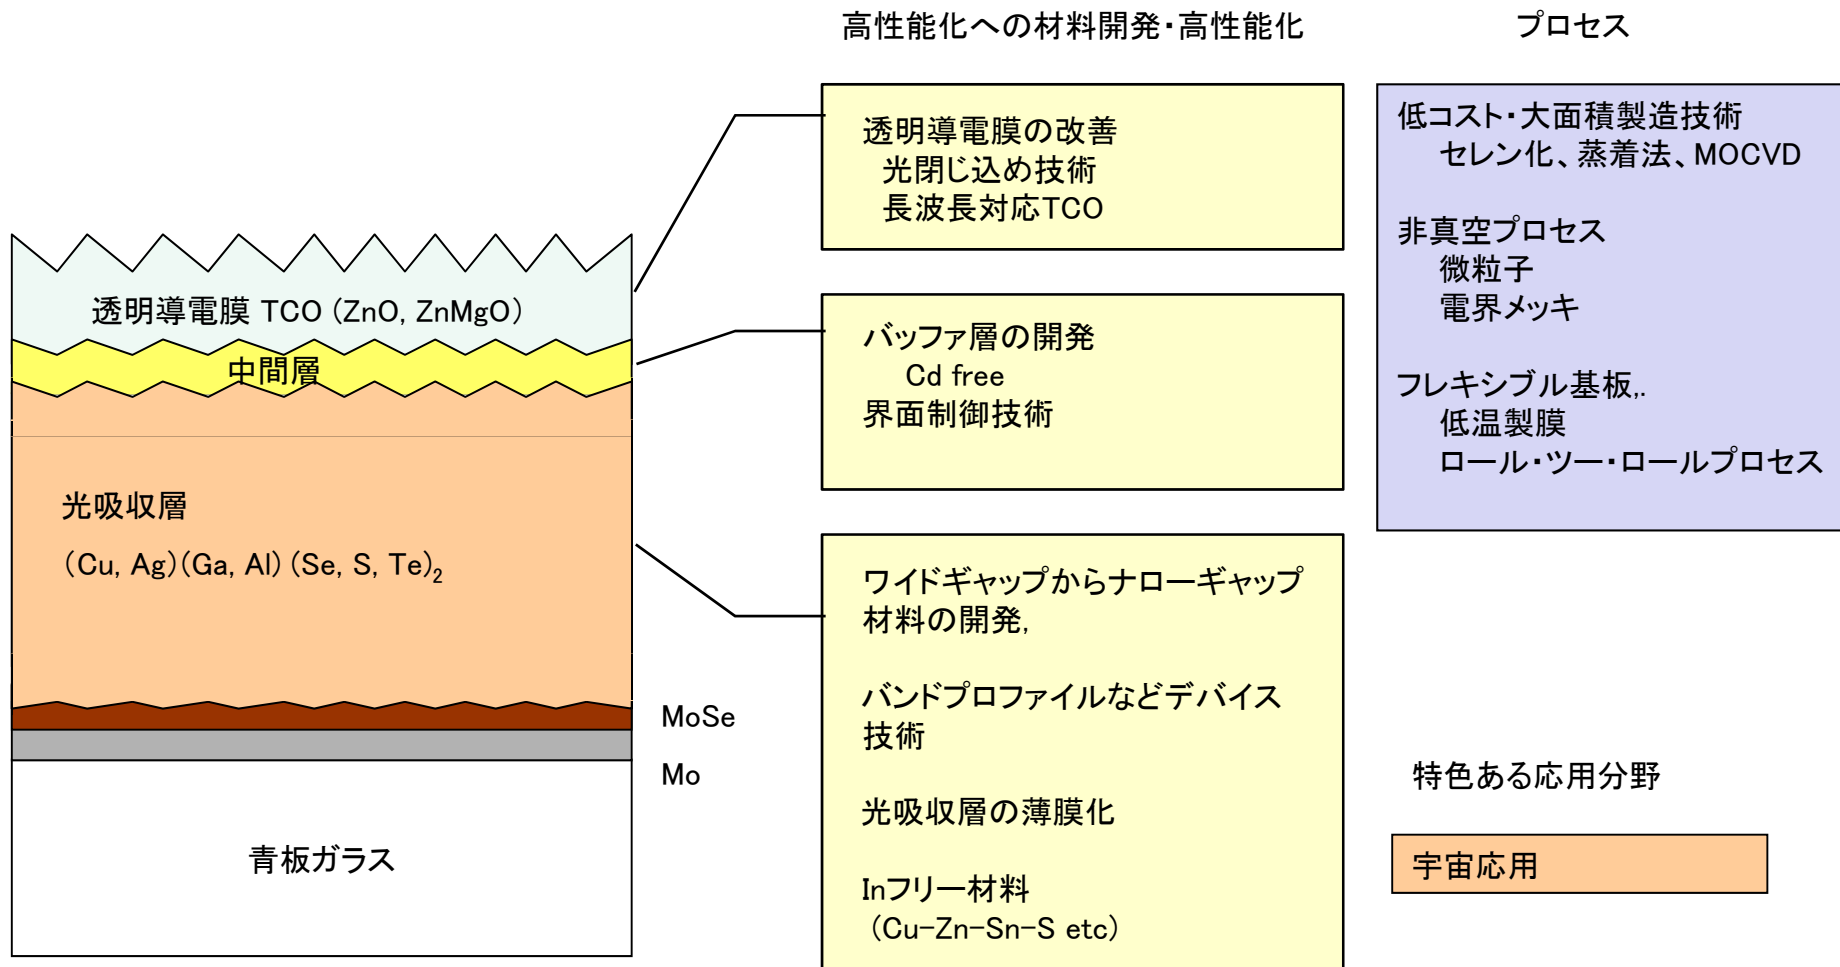 高性能化への材料開発・高性能化
プロセス
透明導電膜 TCO (ZnO, ZnMgO)
中間層
光吸収層
(Cu, Ag)(Ga, Al)(Se, S, Te)₂
MoSe
Mo
青板ガラス
透明導電膜の改善
光閉じ込め技術
長波長対応TCO
バッファ層の開発
Cd free
界面制御技術
ワイドギャップからナローギャップ
材料の開発,
バンドプロファイルなどデバイス
技術
光吸収層の薄膜化
Inフリー材料
(Cu-Zn-Sn-S etc)
低コスト・大面積製造技術
セレン化、蒸着法、MOCVD
非真空プロセス
微粒子
電界メッキ
フレキシブル基板,.
低温製膜
ロール・ツー・ロールプロセス
特色ある応用分野
宇宙応用